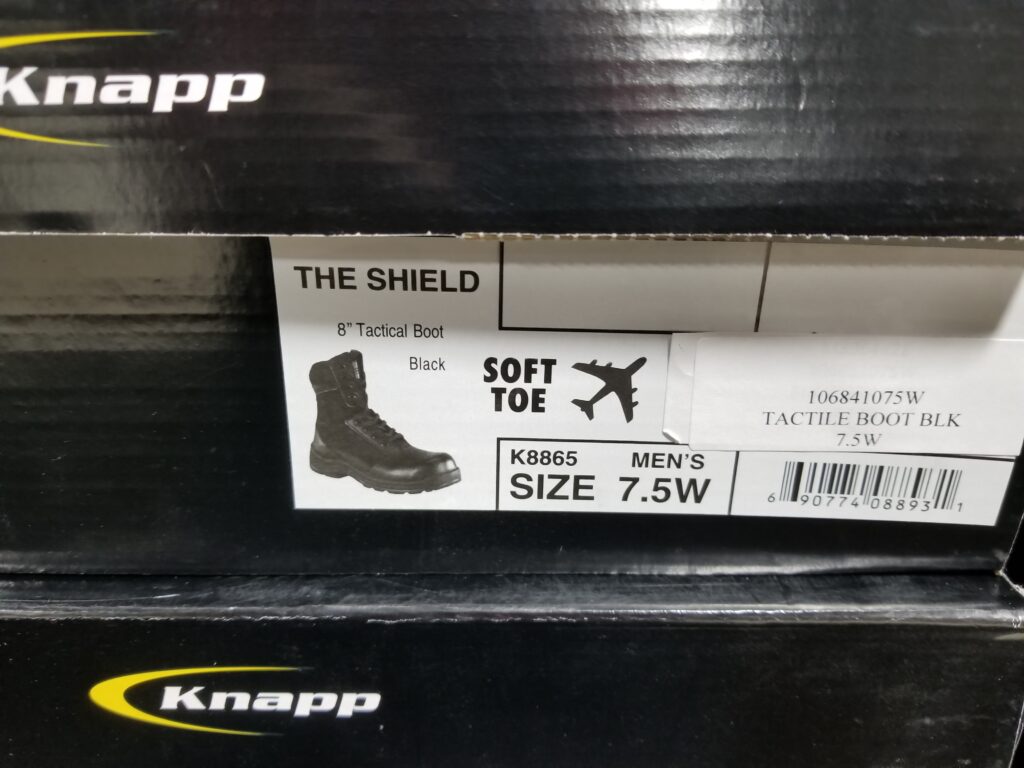 Knapp
THE SHIELD
8” Tactical Boot
Black
SOFT
TOE
106841075W
TACTILE BOOT BLK
7.5W
K8865 MEN'S
SIZE 7.5W
6 90774 08893 1
Knapp